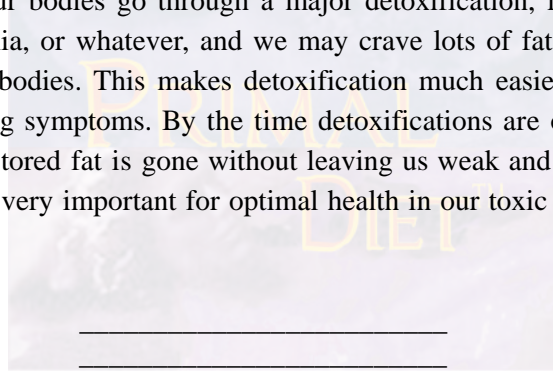 ur bodies go through a major detoxification,
ia, or whatever, and we may crave lots of fat
bodies. This makes detoxification much easie
g symptoms. By the time detoxifications are
tored fat is gone without leaving us weak and
very important for optimal health in our toxic
PRIMAL
DIET TM